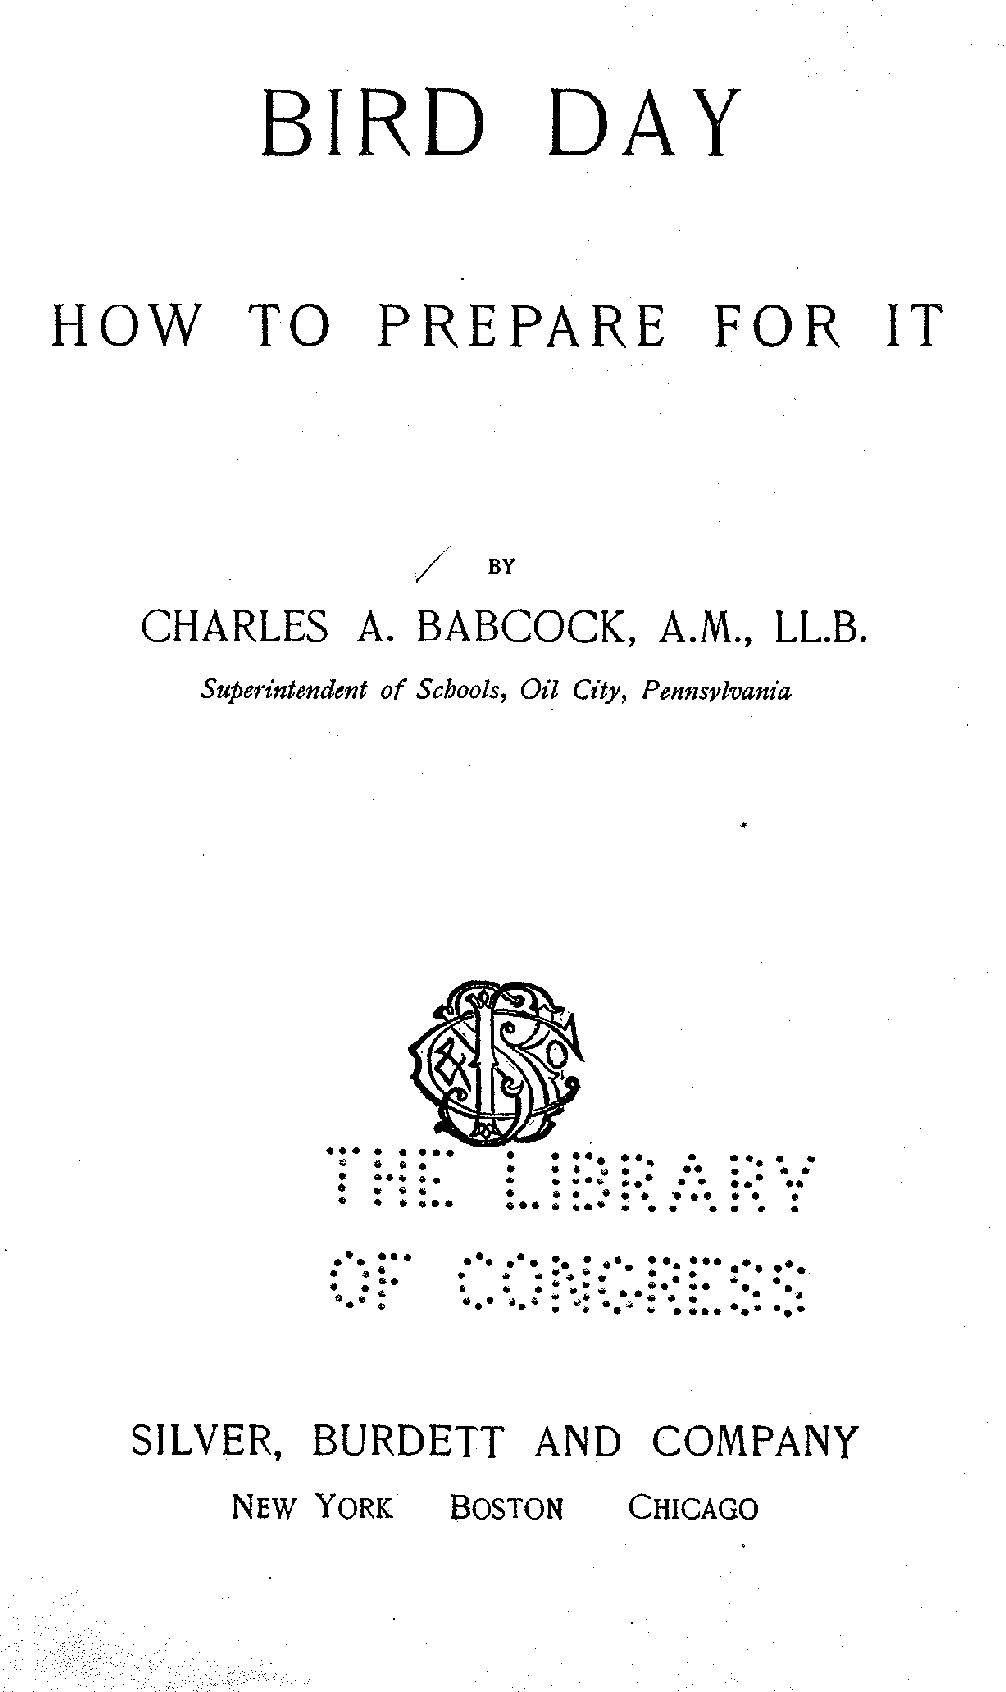 BIRD DAY
HOW TO PREPARE FOR IT
BY
CHARLES A. BABCOCK, A.M., LL.B.
Superintendent of Schools, Oil City, Pennsylvania
THE LIBRARY
OF CONGRESS
SILVER, BURDETT AND COMPANY
NEW YORK BOSTON CHICAGO